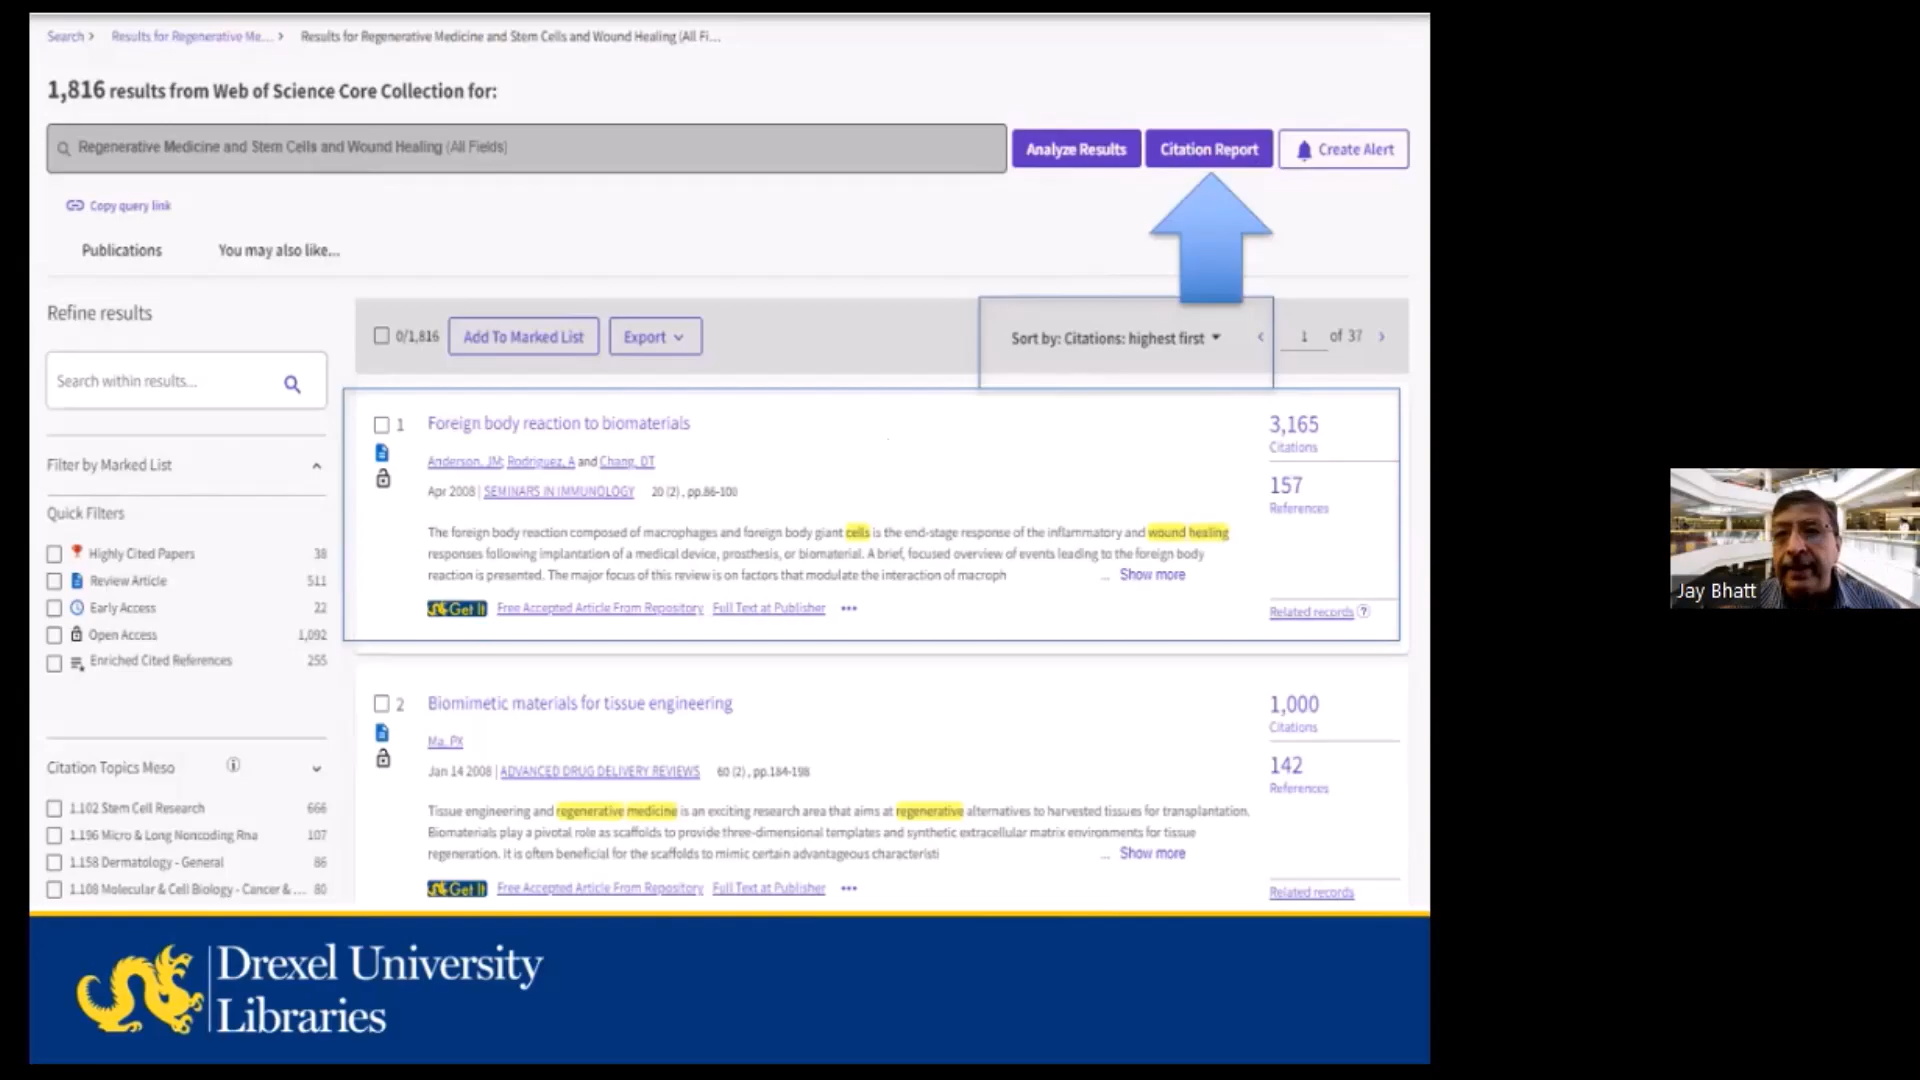 Search > Results for Regenerative Me... > Results for Regenerative Medicine and Stem Cells and Wound Healing (All Fi...
1,816 results from Web of Science Core Collection for:
Regenerative Medicine and Stem Cells and Wound Healing (All Fields)
Analyze Results
Citation Report
Create Alert
Copy query link
Publications
You may also like...
Refine results
Search within results...
Filter by Marked List
Quick Filters
Highly Cited Papers 38
Review Article 511
Early Access 22
Open Access 1,092
Enriched Cited References 255
Citation Topics Meso
1.102 Stem Cell Research 666
1.196 Micro & Long Noncoding Rna 107
1.158 Dermatology - General 86
1.108 Molecular & Cell Biology - Cancer & ... 80
0/1,816
Add To Marked List
Export
Sort by: Citations: highest first
< 1 of 37 >
1 Foreign body reaction to biomaterials
Anderson, JM; Rodriguez, A and Chang, DT
Apr 2008 | SEMINARS IN IMMUNOLOGY 20 (2), pp.86-100
The foreign body reaction composed of macrophages and foreign body giant cells is the end-stage response of the inflammatory and wound healing
responses following implantation of a medical device, prosthesis, or biomaterial. A brief, focused overview of events leading to the foreign body
reaction is presented. The major focus of this review is on factors that modulate the interaction of macroph ... Show more
Get It Free Accepted Article From Repository Full Text at Publisher •••
3,165
Citations
157
References
Related records ?
2 Biomimetic materials for tissue engineering
Ma, PX
Jan 14 2008 | ADVANCED DRUG DELIVERY REVIEWS 60 (2), pp.184-198
Tissue engineering and regenerative medicine is an exciting research area that aims at regenerative alternatives to harvested tissues for transplantation.
Biomaterials play a pivotal role as scaffolds to provide three-dimensional templates and synthetic extracellular matrix environments for tissue
regeneration. It is often beneficial for the scaffolds to mimic certain advantageous characteristi ... Show more
Get It Free Accepted Article From Repository Full Text at Publisher •••
1,000
Citations
142
References
Related records
Drexel University
Libraries
Jay Bhatt